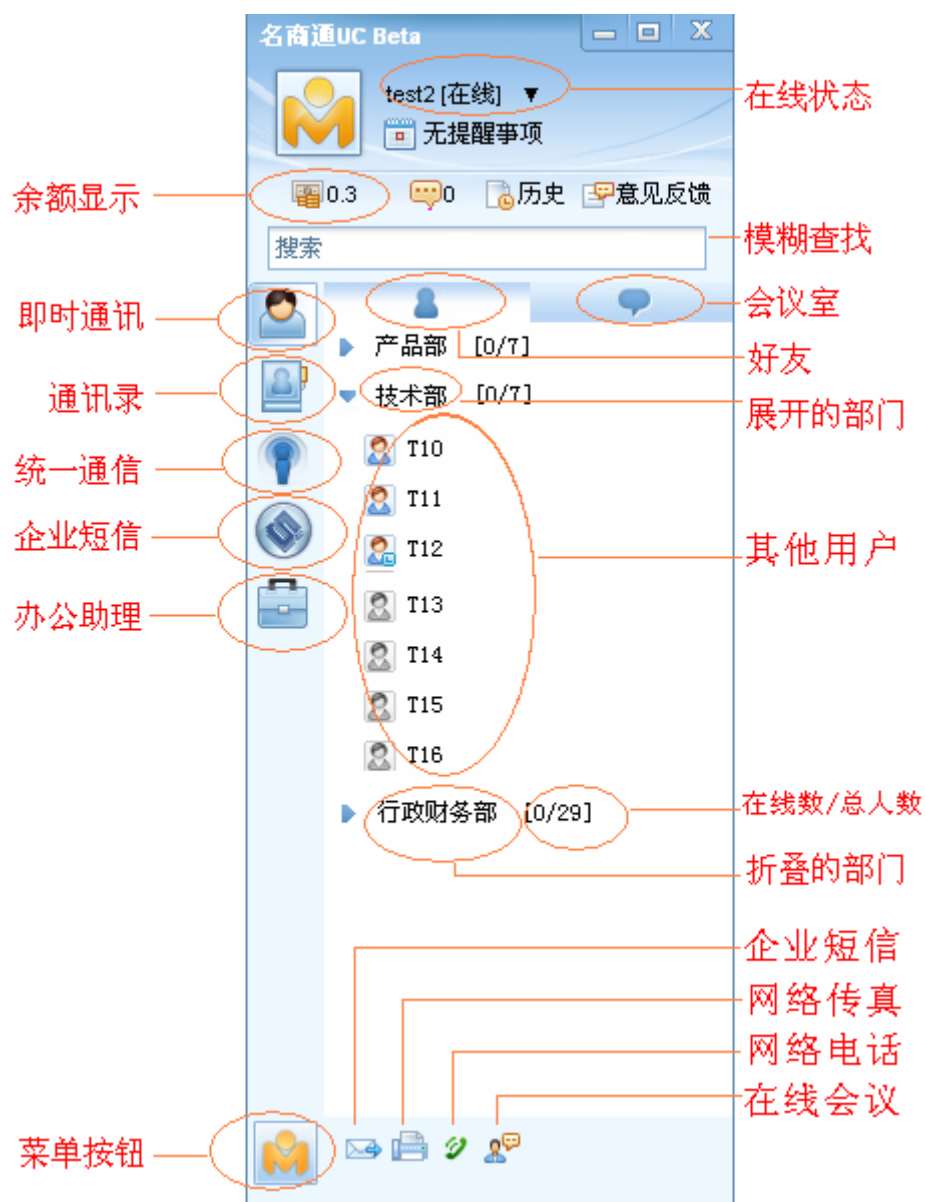 名商通UC Beta
test2 [在线] ▼
在线状态
无提醒事项
余额显示
0.3
0
历史
意见反馈
搜索
模糊查找
即时通讯
会议室
产品部 [0/7]
好友
通讯录
技术部 [0/7]
展开的部门
T10
统一通信
T11
企业短信
T12
其他用户
办公助理
T13
T14
T15
T16
行政财务部 [0/29]
在线数/总人数
折叠的部门
企业短信
网络传真
网络电话
在线会议
菜单按钮